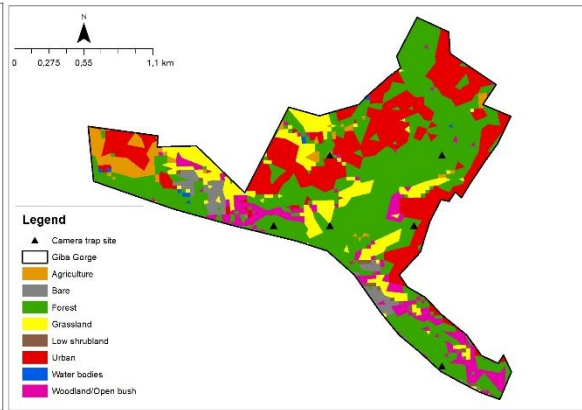 N
0 0,275 0,55 1,1 km
Legend
Camera trap site
Giba Gorge
Agriculture
Bare
Forest
Grassland
Low shrubland
Urban
Water bodies
Woodland/Open bush